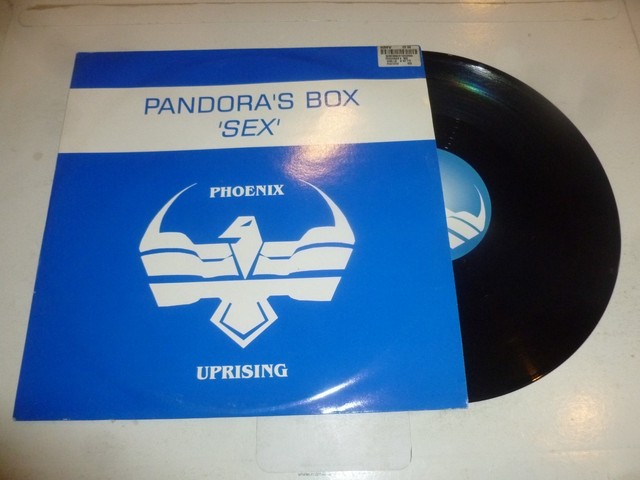 PANDORA'S BOX
'SEX'
PHOENIX
UPRISING